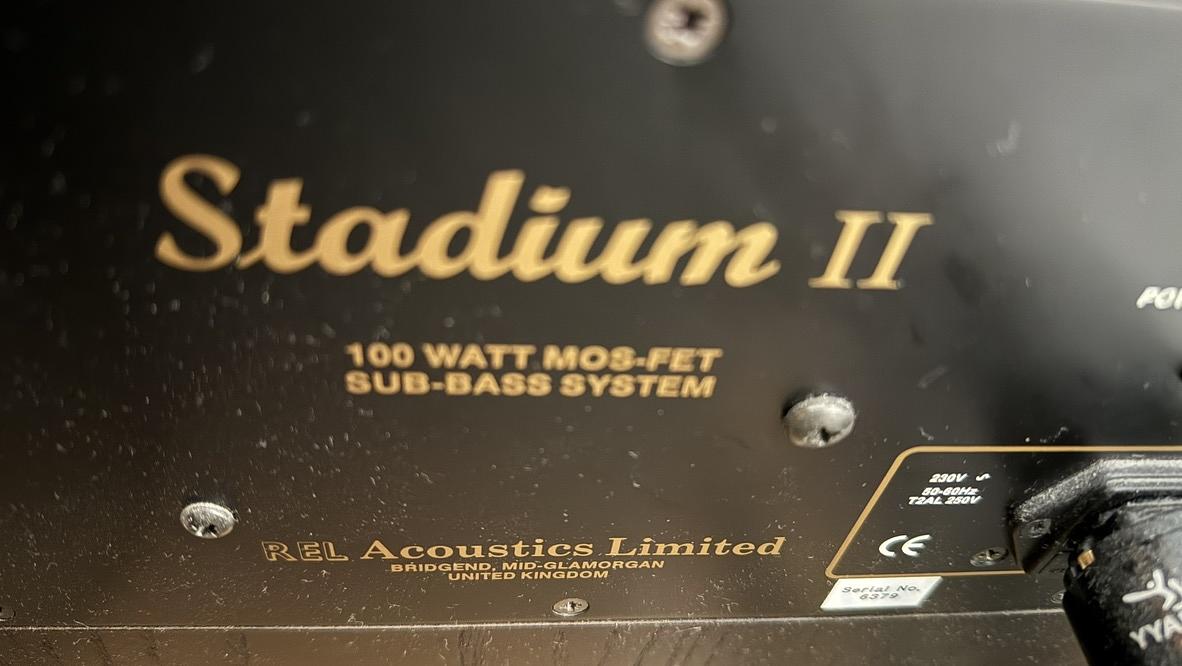 Stadium II
100 WATT MOS-FET
SUB-BASS SYSTEM
230V
50-60Hz
T2AL 250V
CE
REL Acoustics Limited
BRIDGEND, MID-GLAMORGAN
UNITED KINGDOM
Serial No.
6379